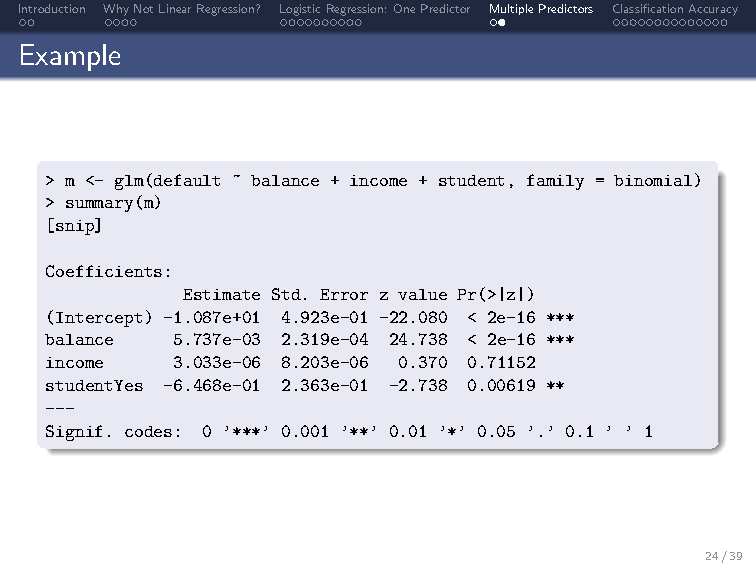 Introduction Why Not Linear Regression? Logistic Regression: One Predictor Multiple Predictors Classification Accuracy
Example
> m <- glm(default ~ balance + income + student, family = binomial)
> summary(m)
[snip]
Coefficients:
Estimate Std. Error z value Pr(>|z|)
(Intercept) -1.087e+01 4.923e-01 -22.080 < 2e-16 ***
balance 5.737e-03 2.319e-04 24.738 < 2e-16 ***
income 3.033e-06 8.203e-06 0.370 0.71152
studentYes -6.468e-01 2.363e-01 -2.738 0.00619 **
---
Signif. codes: 0 ’***’ 0.001 ’**’ 0.01 ’*’ 0.05 ’.’ 0.1 ’ ’ 1
24 / 39